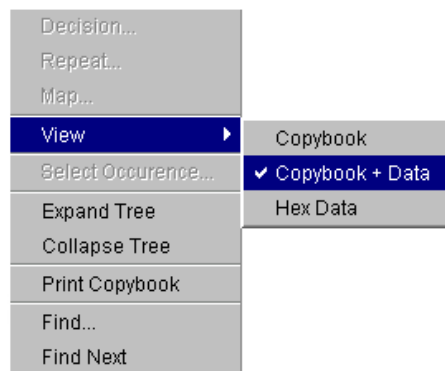 Decision...
Repeat...
Map...
View
Select Occurence...
Expand Tree
Collapse Tree
Print Copybook
Find...
Find Next
Copybook
Copybook + Data
Hex Data